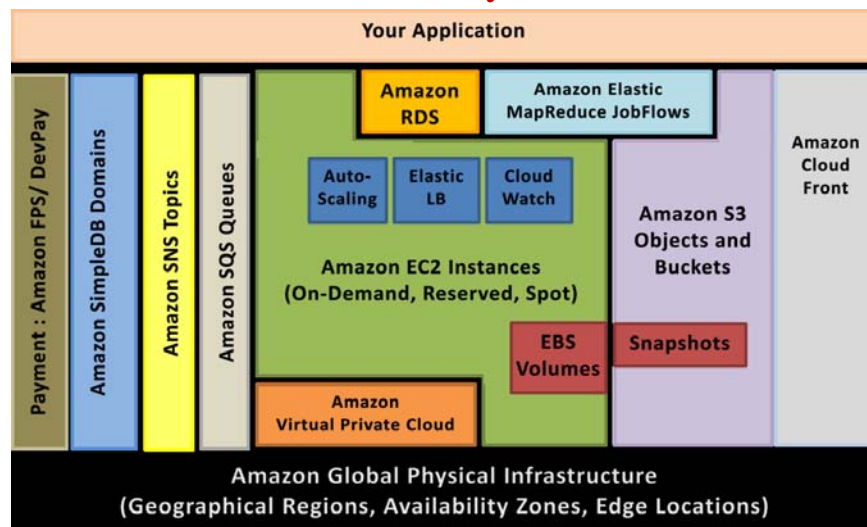 Your Application
Payment : Amazon FPS/ DevPay
Amazon SimpleDB Domains
Amazon SNS Topics
Amazon SQS Queues
Amazon
RDS
Amazon Elastic
MapReduce JobFlows
Auto-
Scaling
Elastic
LB
Cloud
Watch
Amazon EC2 Instances
(On-Demand, Reserved, Spot)
EBS
Volumes
Amazon
Virtual Private Cloud
Amazon S3
Objects and
Buckets
Snapshots
Amazon
Cloud
Front
Amazon Global Physical Infrastructure
(Geographical Regions, Availability Zones, Edge Locations)